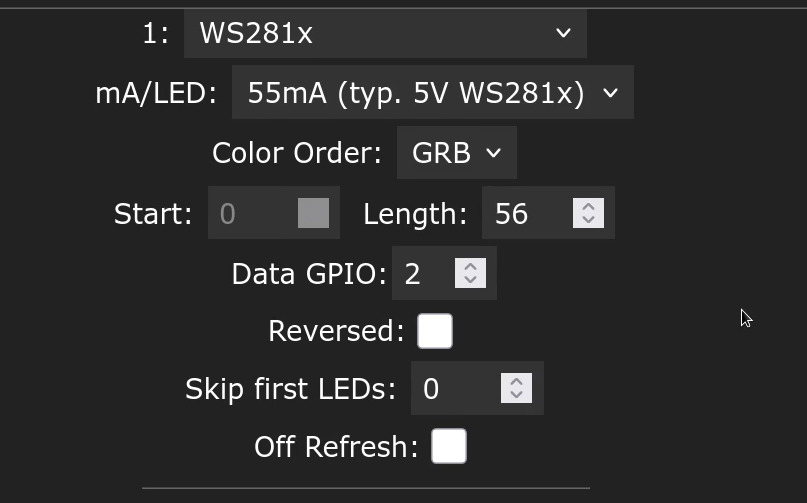 1: WS281x
mA/LED: 55mA (typ. 5V WS281x)
Color Order: GRB
Start: 0 Length: 56
Data GPIO: 2
Reversed:
Skip first LEDs: 0
Off Refresh: